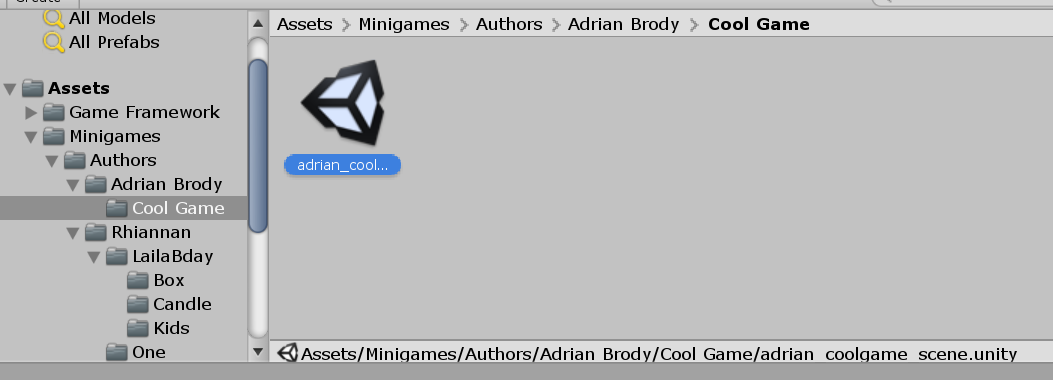 All Models
All Prefabs
Assets
Game Framework
Minigames
Authors
Adrian Brody
Cool Game
Rhiannan
LailaBday
Box
Candle
Kids
One
Assets > Minigames > Authors > Adrian Brody > Cool Game
adrian_cool...
Assets/Minigames/Authors/Adrian Brody/Cool Game/adrian_coolgame_scene.unity